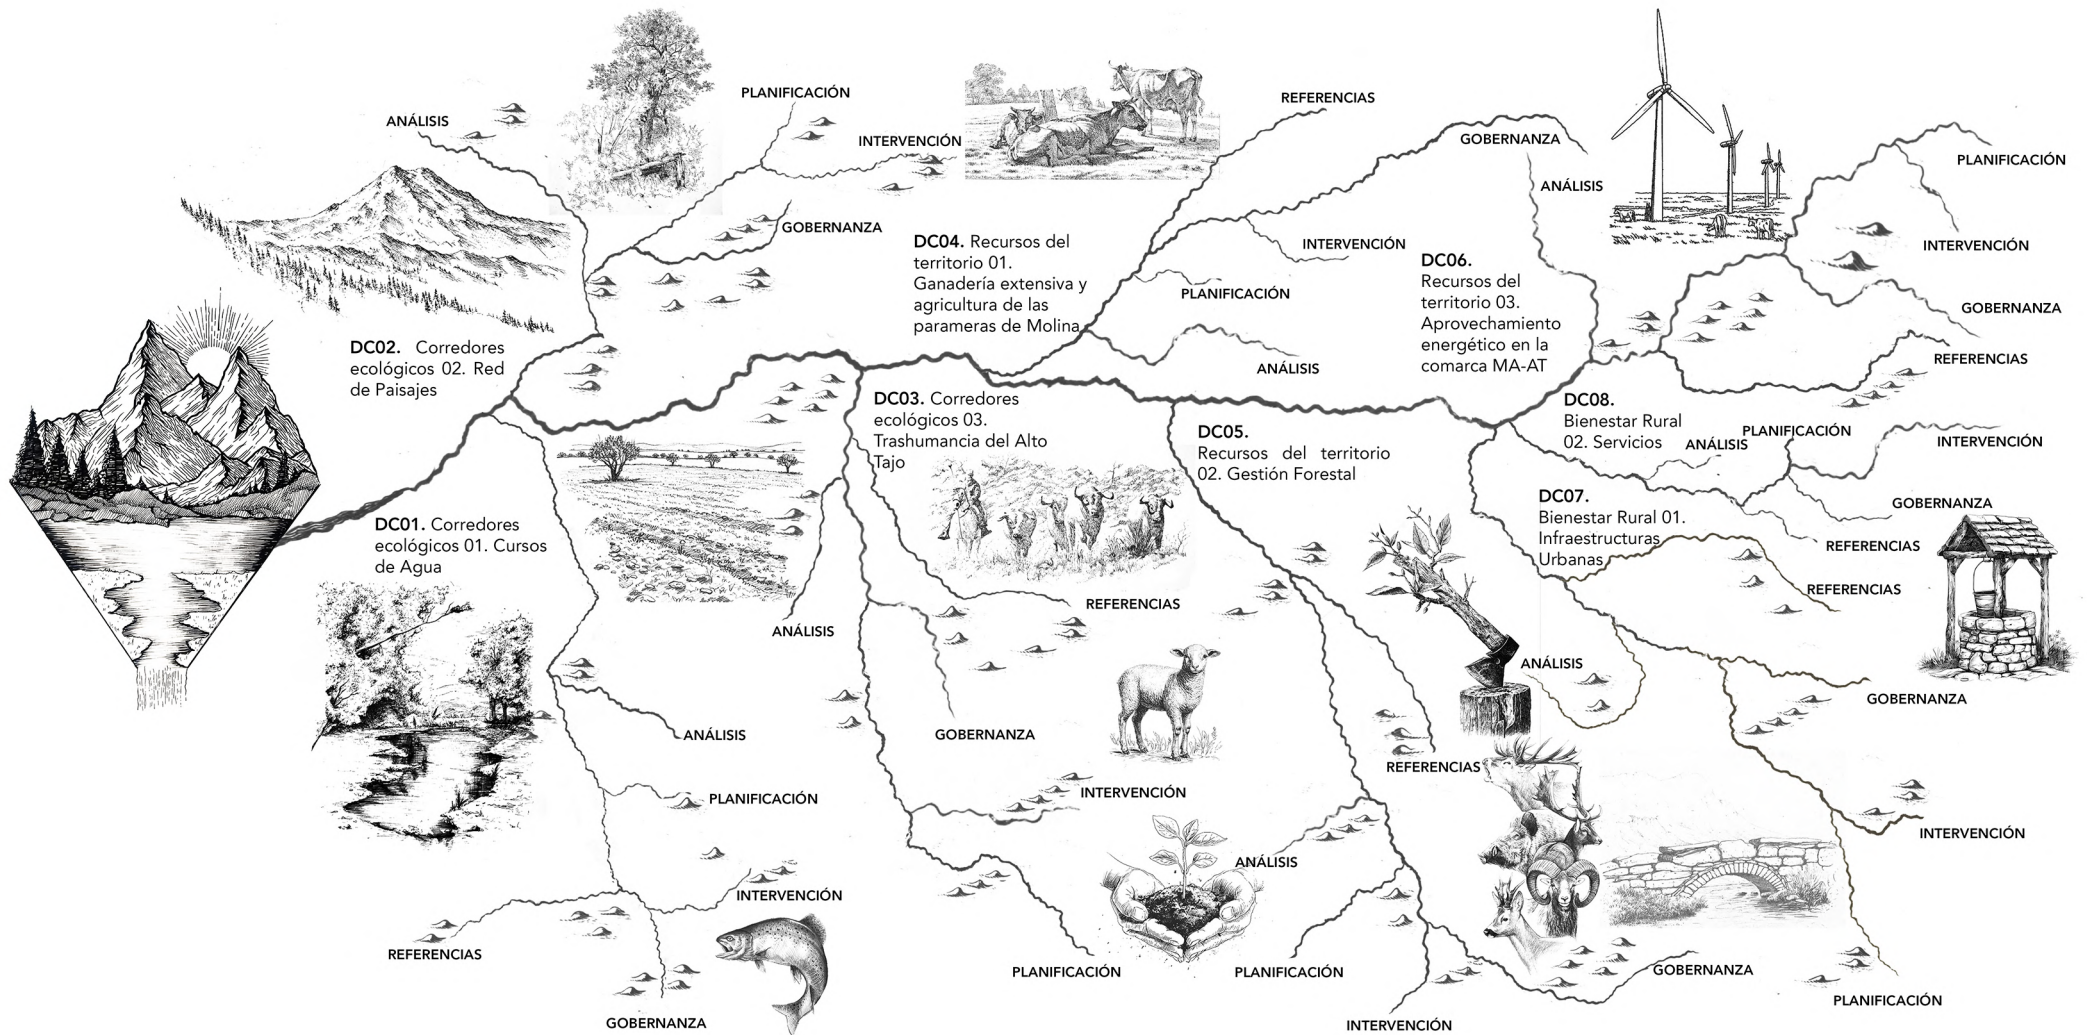 ANÁLISIS
PLANIFICACIÓN
INTERVENCIÓN
GOBERNANZA
DC02. Corredores
ecológicos 02. Red
de Paisajes
DC01. Corredores
ecológicos 01. Cursos
de Agua
ANÁLISIS
PLANIFICACIÓN
INTERVENCIÓN
REFERENCIAS
GOBERNANZA
DC03. Corredores
ecológicos 03.
Trashumancia del Alto
Tajo
ANÁLISIS
REFERENCIAS
GOBERNANZA
INTERVENCIÓN
PLANIFICACIÓN
DC04. Recursos del
territorio 01.
Ganadería extensiva y
agricultura de las
parameras de Molina
REFERENCIAS
GOBERNANZA
INTERVENCIÓN
PLANIFICACIÓN
ANÁLISIS
DC05.
Recursos del territorio
02. Gestión Forestal
REFERENCIAS
ANÁLISIS
PLANIFICACIÓN
INTERVENCIÓN
GOBERNANZA
DC06.
Recursos del
territorio 03.
Aprovechamiento
energético en la
comarca MA-AT
ANÁLISIS
PLANIFICACIÓN
INTERVENCIÓN
GOBERNANZA
REFERENCIAS
DC08.
Bienestar Rural
02. Servicios
ANÁLISIS
PLANIFICACIÓN
INTERVENCIÓN
GOBERNANZA
REFERENCIAS
DC07.
Bienestar Rural 01.
Infraestructuras
Urbanas
REFERENCIAS
ANÁLISIS
GOBERNANZA
INTERVENCIÓN
PLANIFICACIÓN